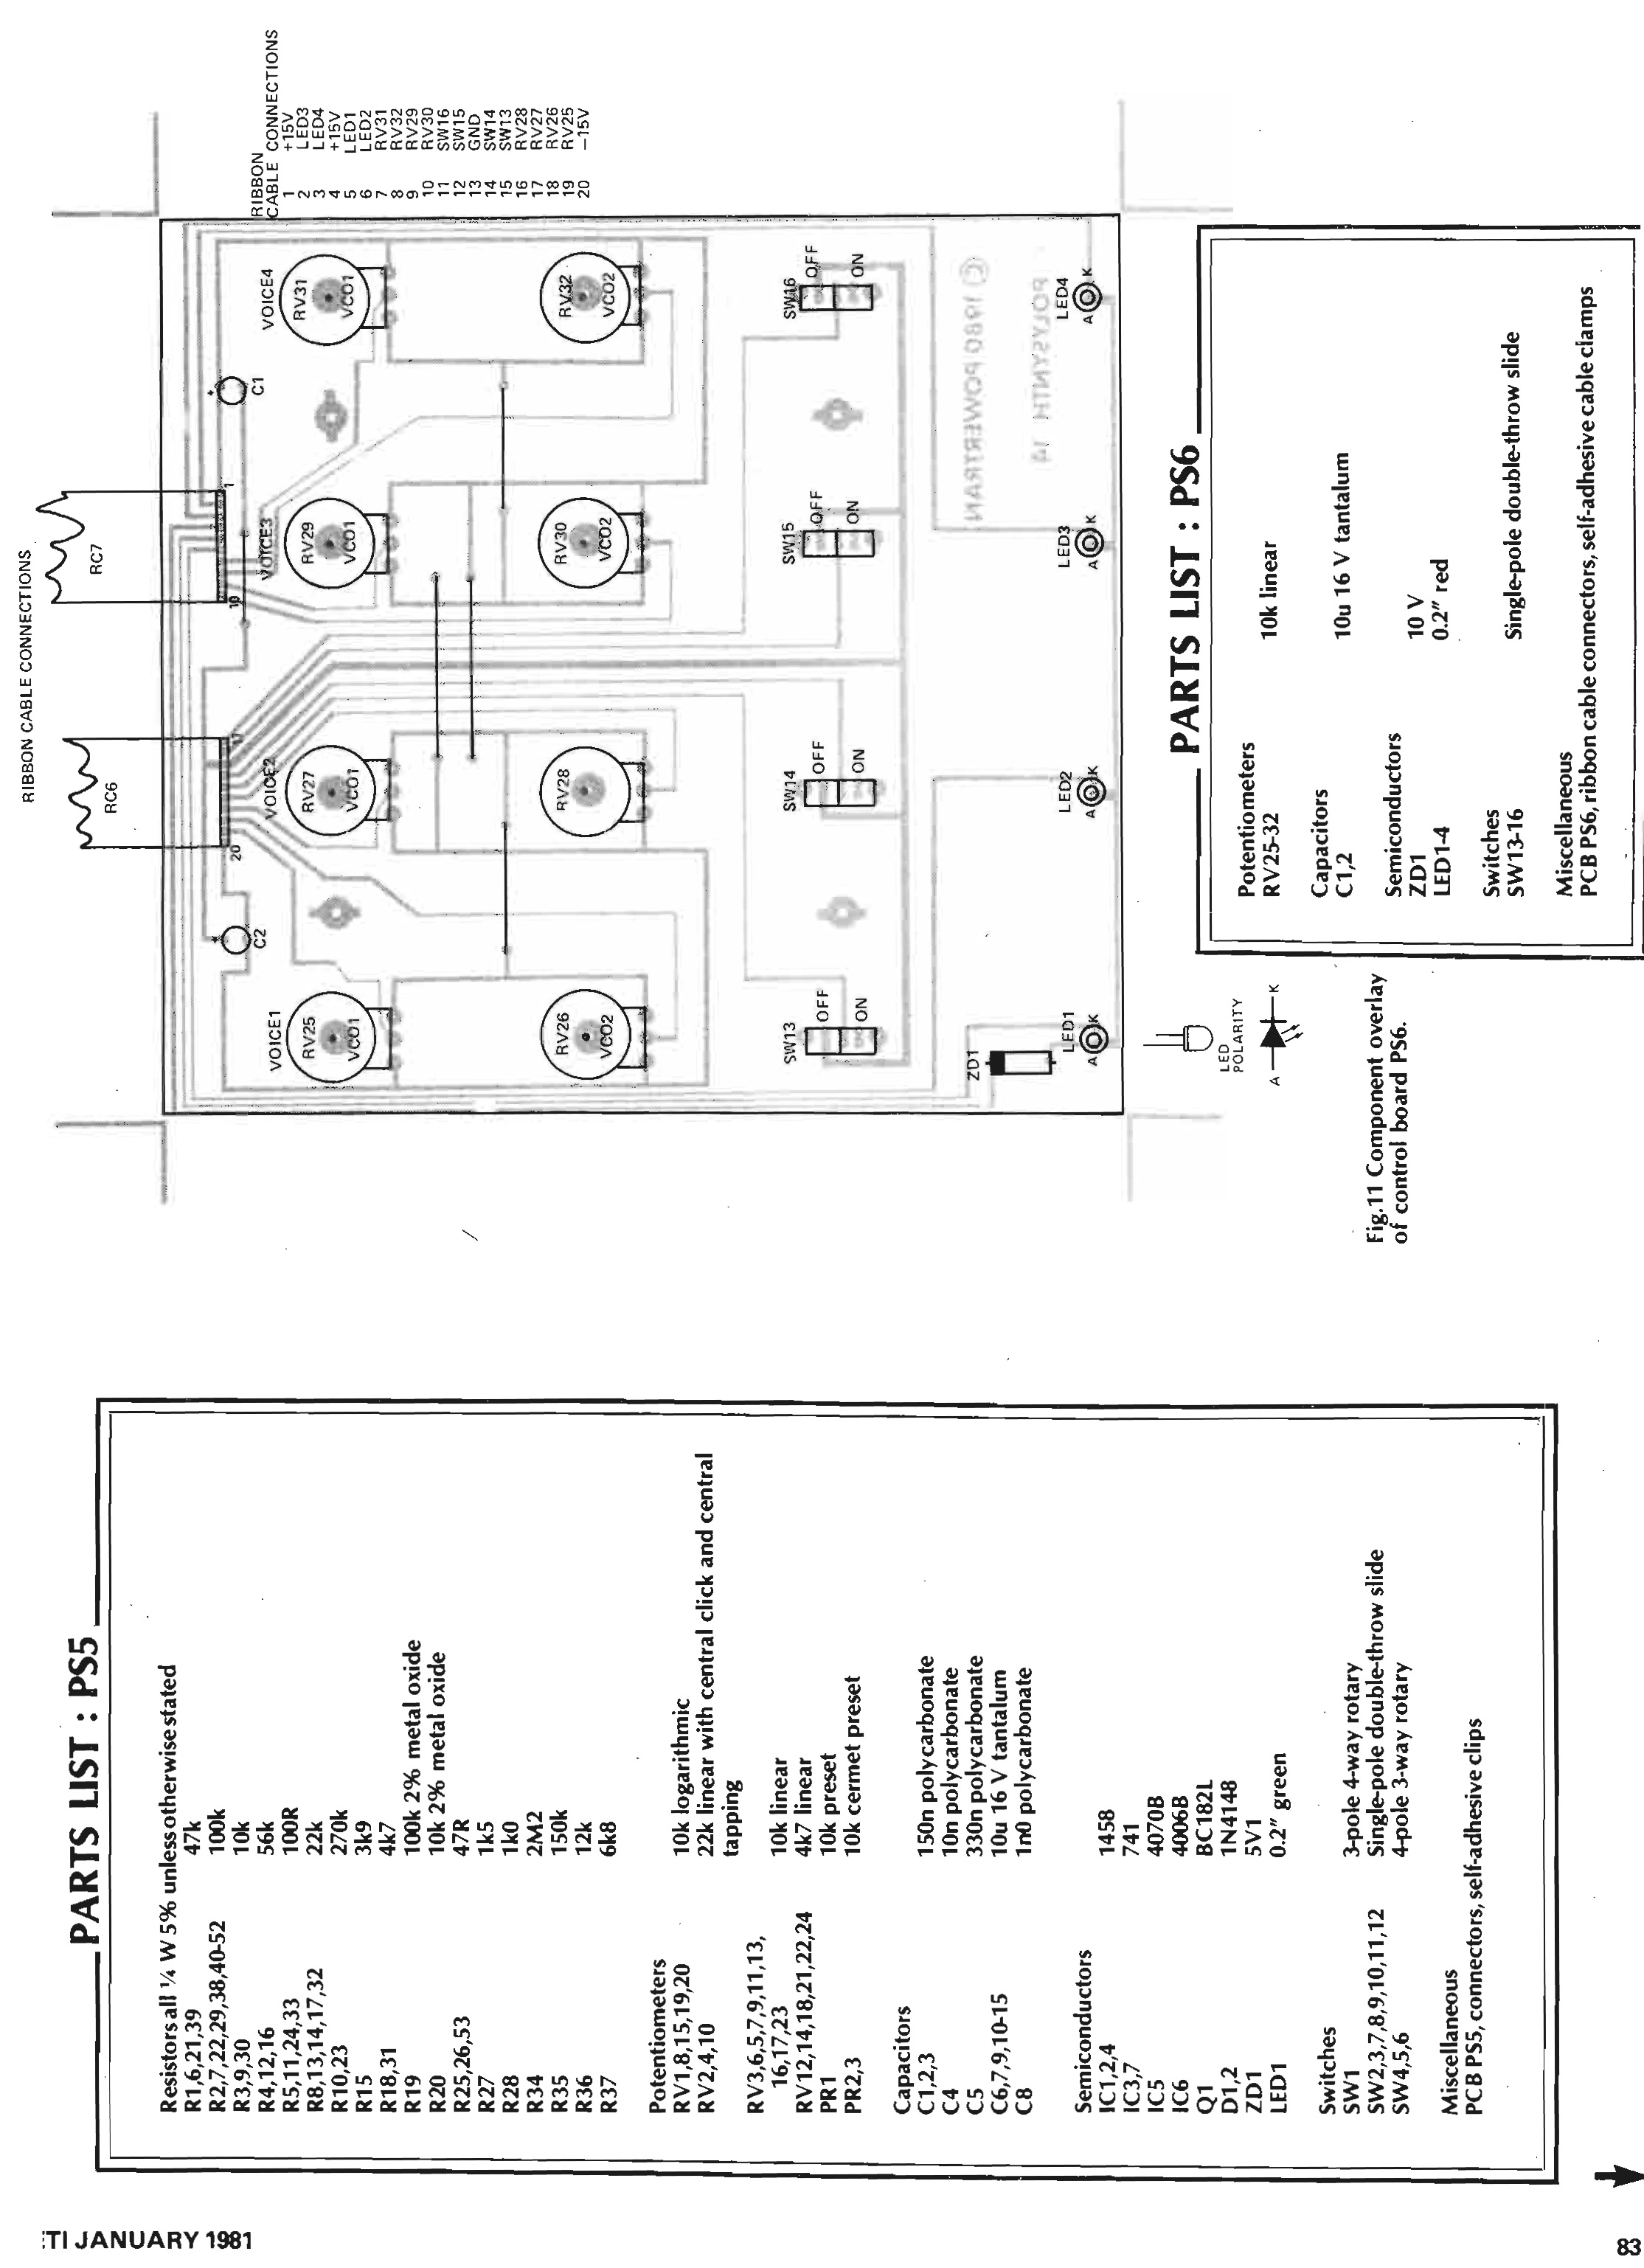 ETI JANUARY 1981
PARTS LIST : PS5
Resistors all ¼ W 5% unless otherwise stated
R1,6,21,39 47k
R2,7,22,29,38,40-52 100k
R3,9,30 10k
R4,12,16 56k
R5,11,24,33 100R
R8,13,14,17,32 22k
R10,23 270k
R15 3k9
R18,31 4k7
R19 100k 2% metal oxide
R20 10k 2% metal oxide
R25,26,53 47R
R27 1k5
R28 1k0
R34 2M2
R35 150k
R36 12k
R37 6k8
Potentiometers
RV1,8,15,19,20 10k logarithmic
RV2,4,10 22k linear with central click and central
tapping
RV3,6,5,7,9,11,13,
16,17,23 10k linear
RV12,14,18,21,22,24 4k7 linear
PR1 10k preset
PR2,3 10k cermet preset
Capacitors
C1,2,3 150n polycarbonate
C4 10n polycarbonate
C5 330n polycarbonate
C6,7,9,10-15 10u 16 V tantalum
C8 1n0 polycarbonate
Semiconductors
IC1,2,4 1458
IC3,7 741
IC5 4070B
IC6 4006B
Q1 BC182L
D1,2 1N4148
ZD1 5V1
LED1 0.2″ green
Switches
SW1 3-pole 4-way rotary
SW2,3,7,8,9,10,11,12 Single-pole double-throw slide
SW4,5,6 4-pole 3-way rotary
Miscellaneous
PCB PS5, connectors, self-adhesive clips
83
RIBBON CABLE CONNECTIONS
RC6 RC7
20 11 10 1
+ +
C2 C1
VOICE1 VOICE2 VOICE3 VOICE4
RV25 RV27 RV29 RV31
VCO1 VCO1 VCO1 VCO1
RV26 RV28 RV30 RV32
VCO2 VCO2 VCO2
SW13 SW14 SW15 SW16
OFF OFF OFF OFF
ON ON ON ON
ZD1
© 1980 POWERTRAN
POLYSYNTH 14
LED1 LED2 LED3 LED4
A K A K A K A K
RIBBON
CABLE CONNECTIONS
1 +15V
2 LED3
3 LED4
4 +15V
5 LED1
6 LED2
7 RV31
8 RV32
9 RV29
10 RV30
11 SW16
12 SW15
13 GND
14 SW14
15 SW13
16 RV28
17 RV27
18 RV26
19 RV25
20 –15V
LED
POLARITY
A K
Fig.11 Component overlay
of control board PS6.
PARTS LIST : PS6
Potentiometers
RV25-32 10k linear
Capacitors
C1,2 10u 16 V tantalum
Semiconductors
ZD1 10 V
LED1-4 0.2″ red
Switches
SW13-16 Single-pole double-throw slide
Miscellaneous
PCB PS6, ribbon cable connectors, self-adhesive cable clamps